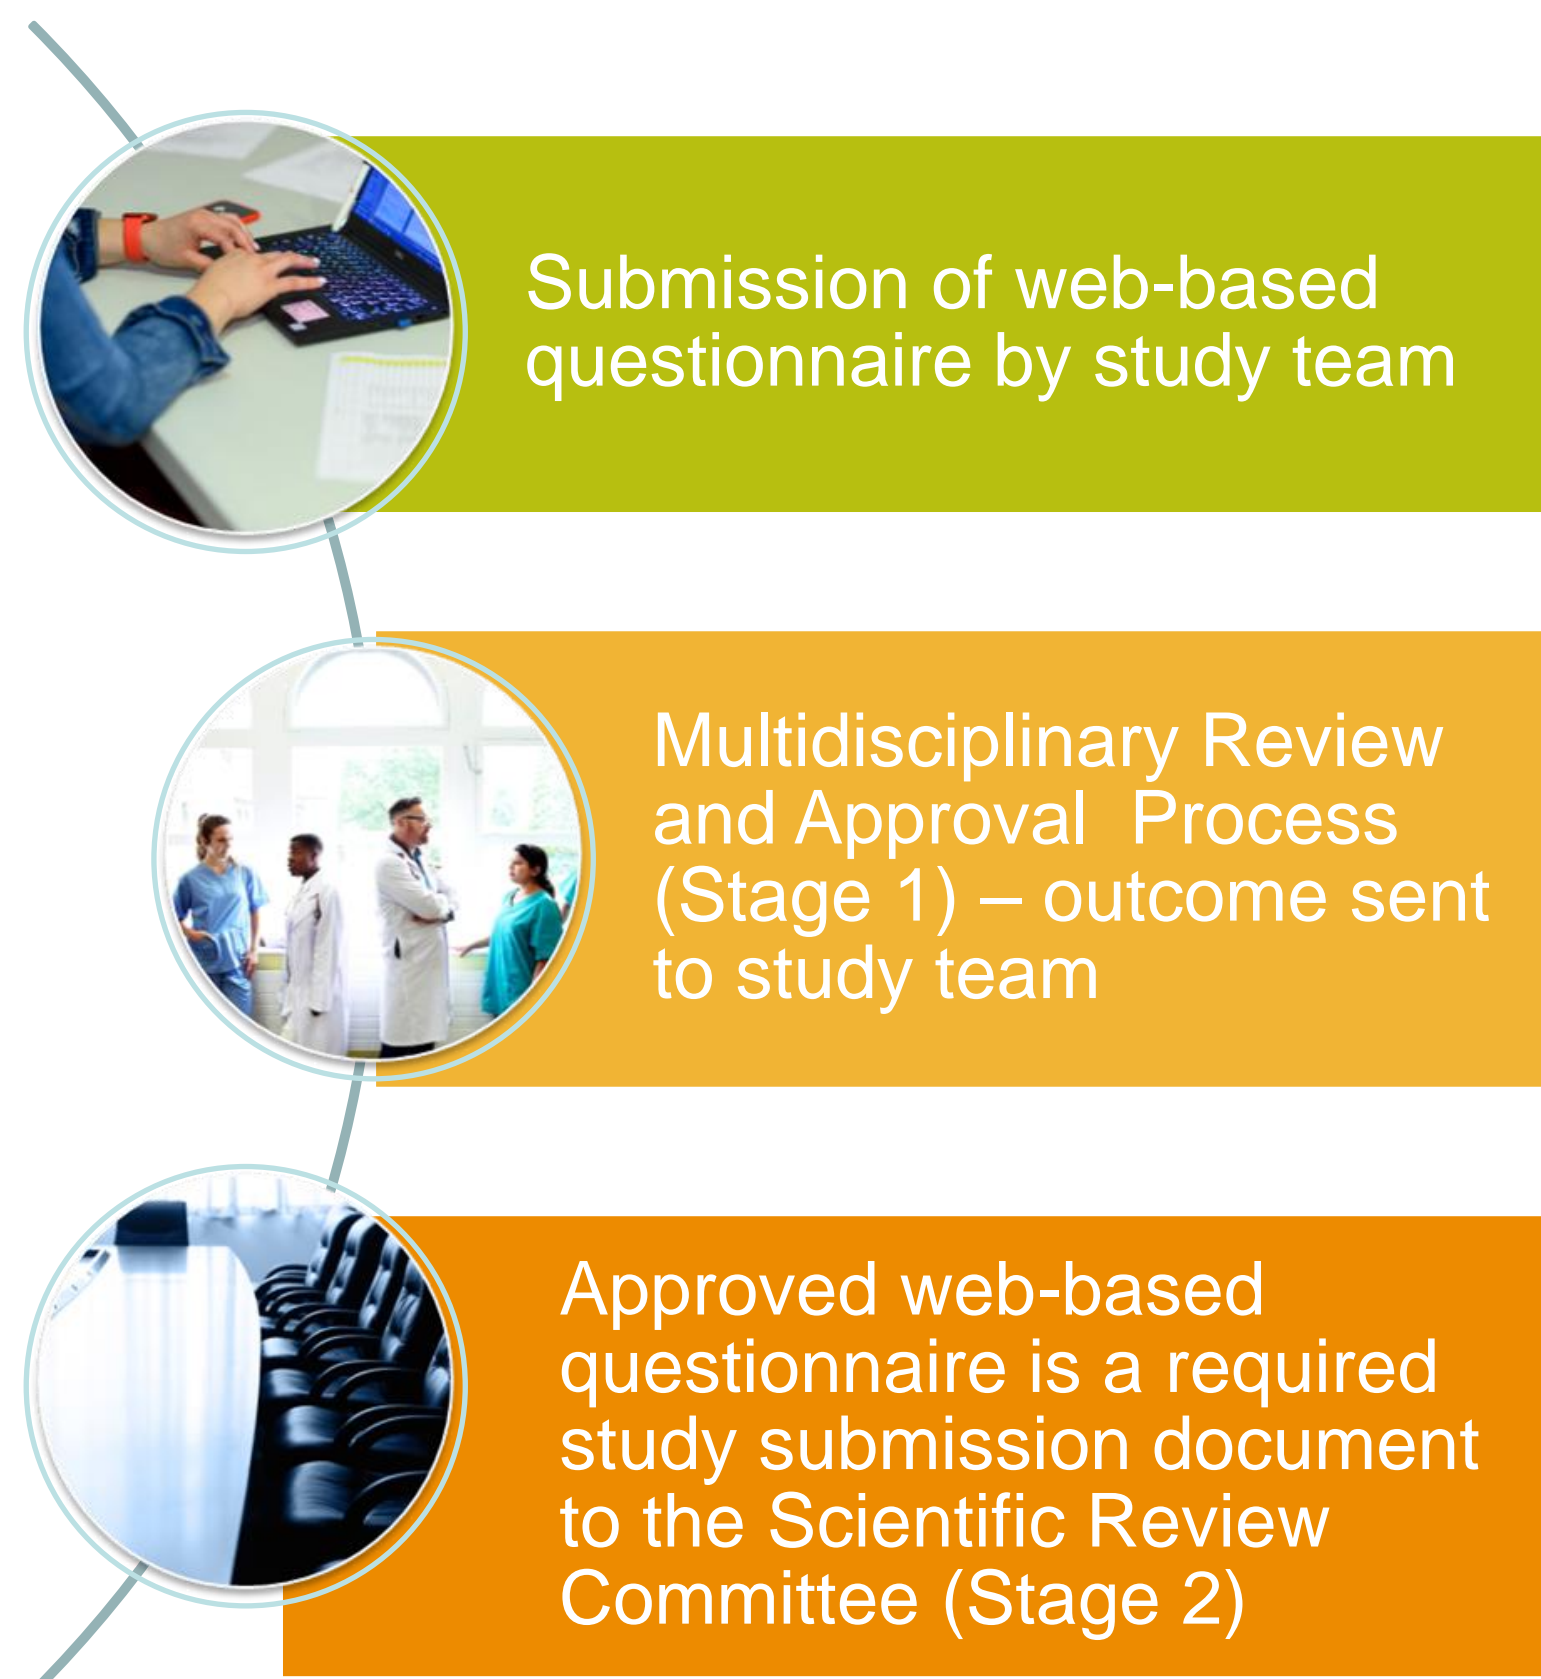 Submission of web-based
questionnaire by study team
Multidisciplinary Review
and Approval  Process
(Stage 1) – outcome sent
to study team
Approved web-based
questionnaire is a required
study submission document
to the Scientific Review
Committee (Stage 2)